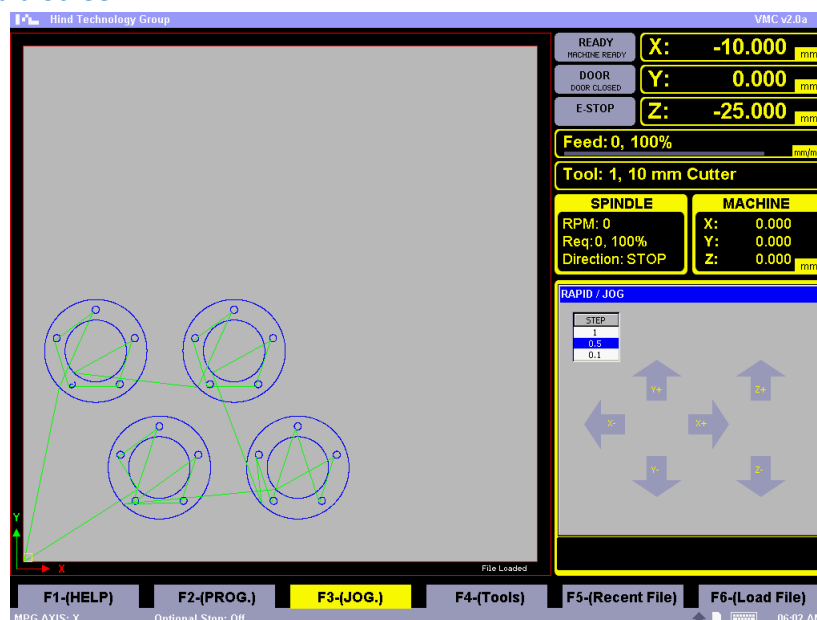 Hind Technology Group
VMC v2.0a
READY
MACHINE READY
X: -10.000 mm
DOOR
DOOR CLOSED
Y: 0.000 mm
E-STOP
Z: -25.000 mm
Feed: 0, 100%
mm/m
Tool: 1, 10 mm Cutter
SPINDLE
RPM: 0
Req:0, 100%
Direction: STOP
MACHINE
X: 0.000
Y: 0.000
Z: 0.000 mm
RAPID / JOG
STEP
1
0.5
0.1
Y+
Z+
X-
X+
Y-
Z-
Y
X
File Loaded
F1-(HELP)
F2-(PROG.)
F3-(JOG.)
F4-(Tools)
F5-(Recent File)
F6-(Load File)
MPG AXIS: X
Optional Stop: Off
06:02 AM